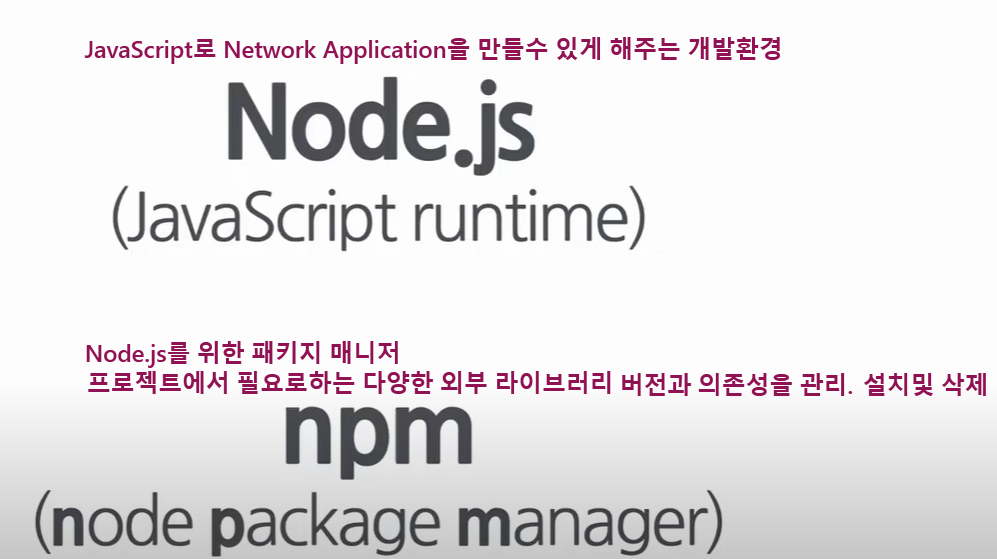 JavaScript로 Network Application을 만들수 있게 해주는 개발환경
Node.js
(JavaScript runtime)
Node.js를 위한 패키지 매니저
프로젝트에서 필요로하는 다양한 외부 라이브러리 버전과 의존성을 관리. 설치및 삭제
npm
(node package manager)